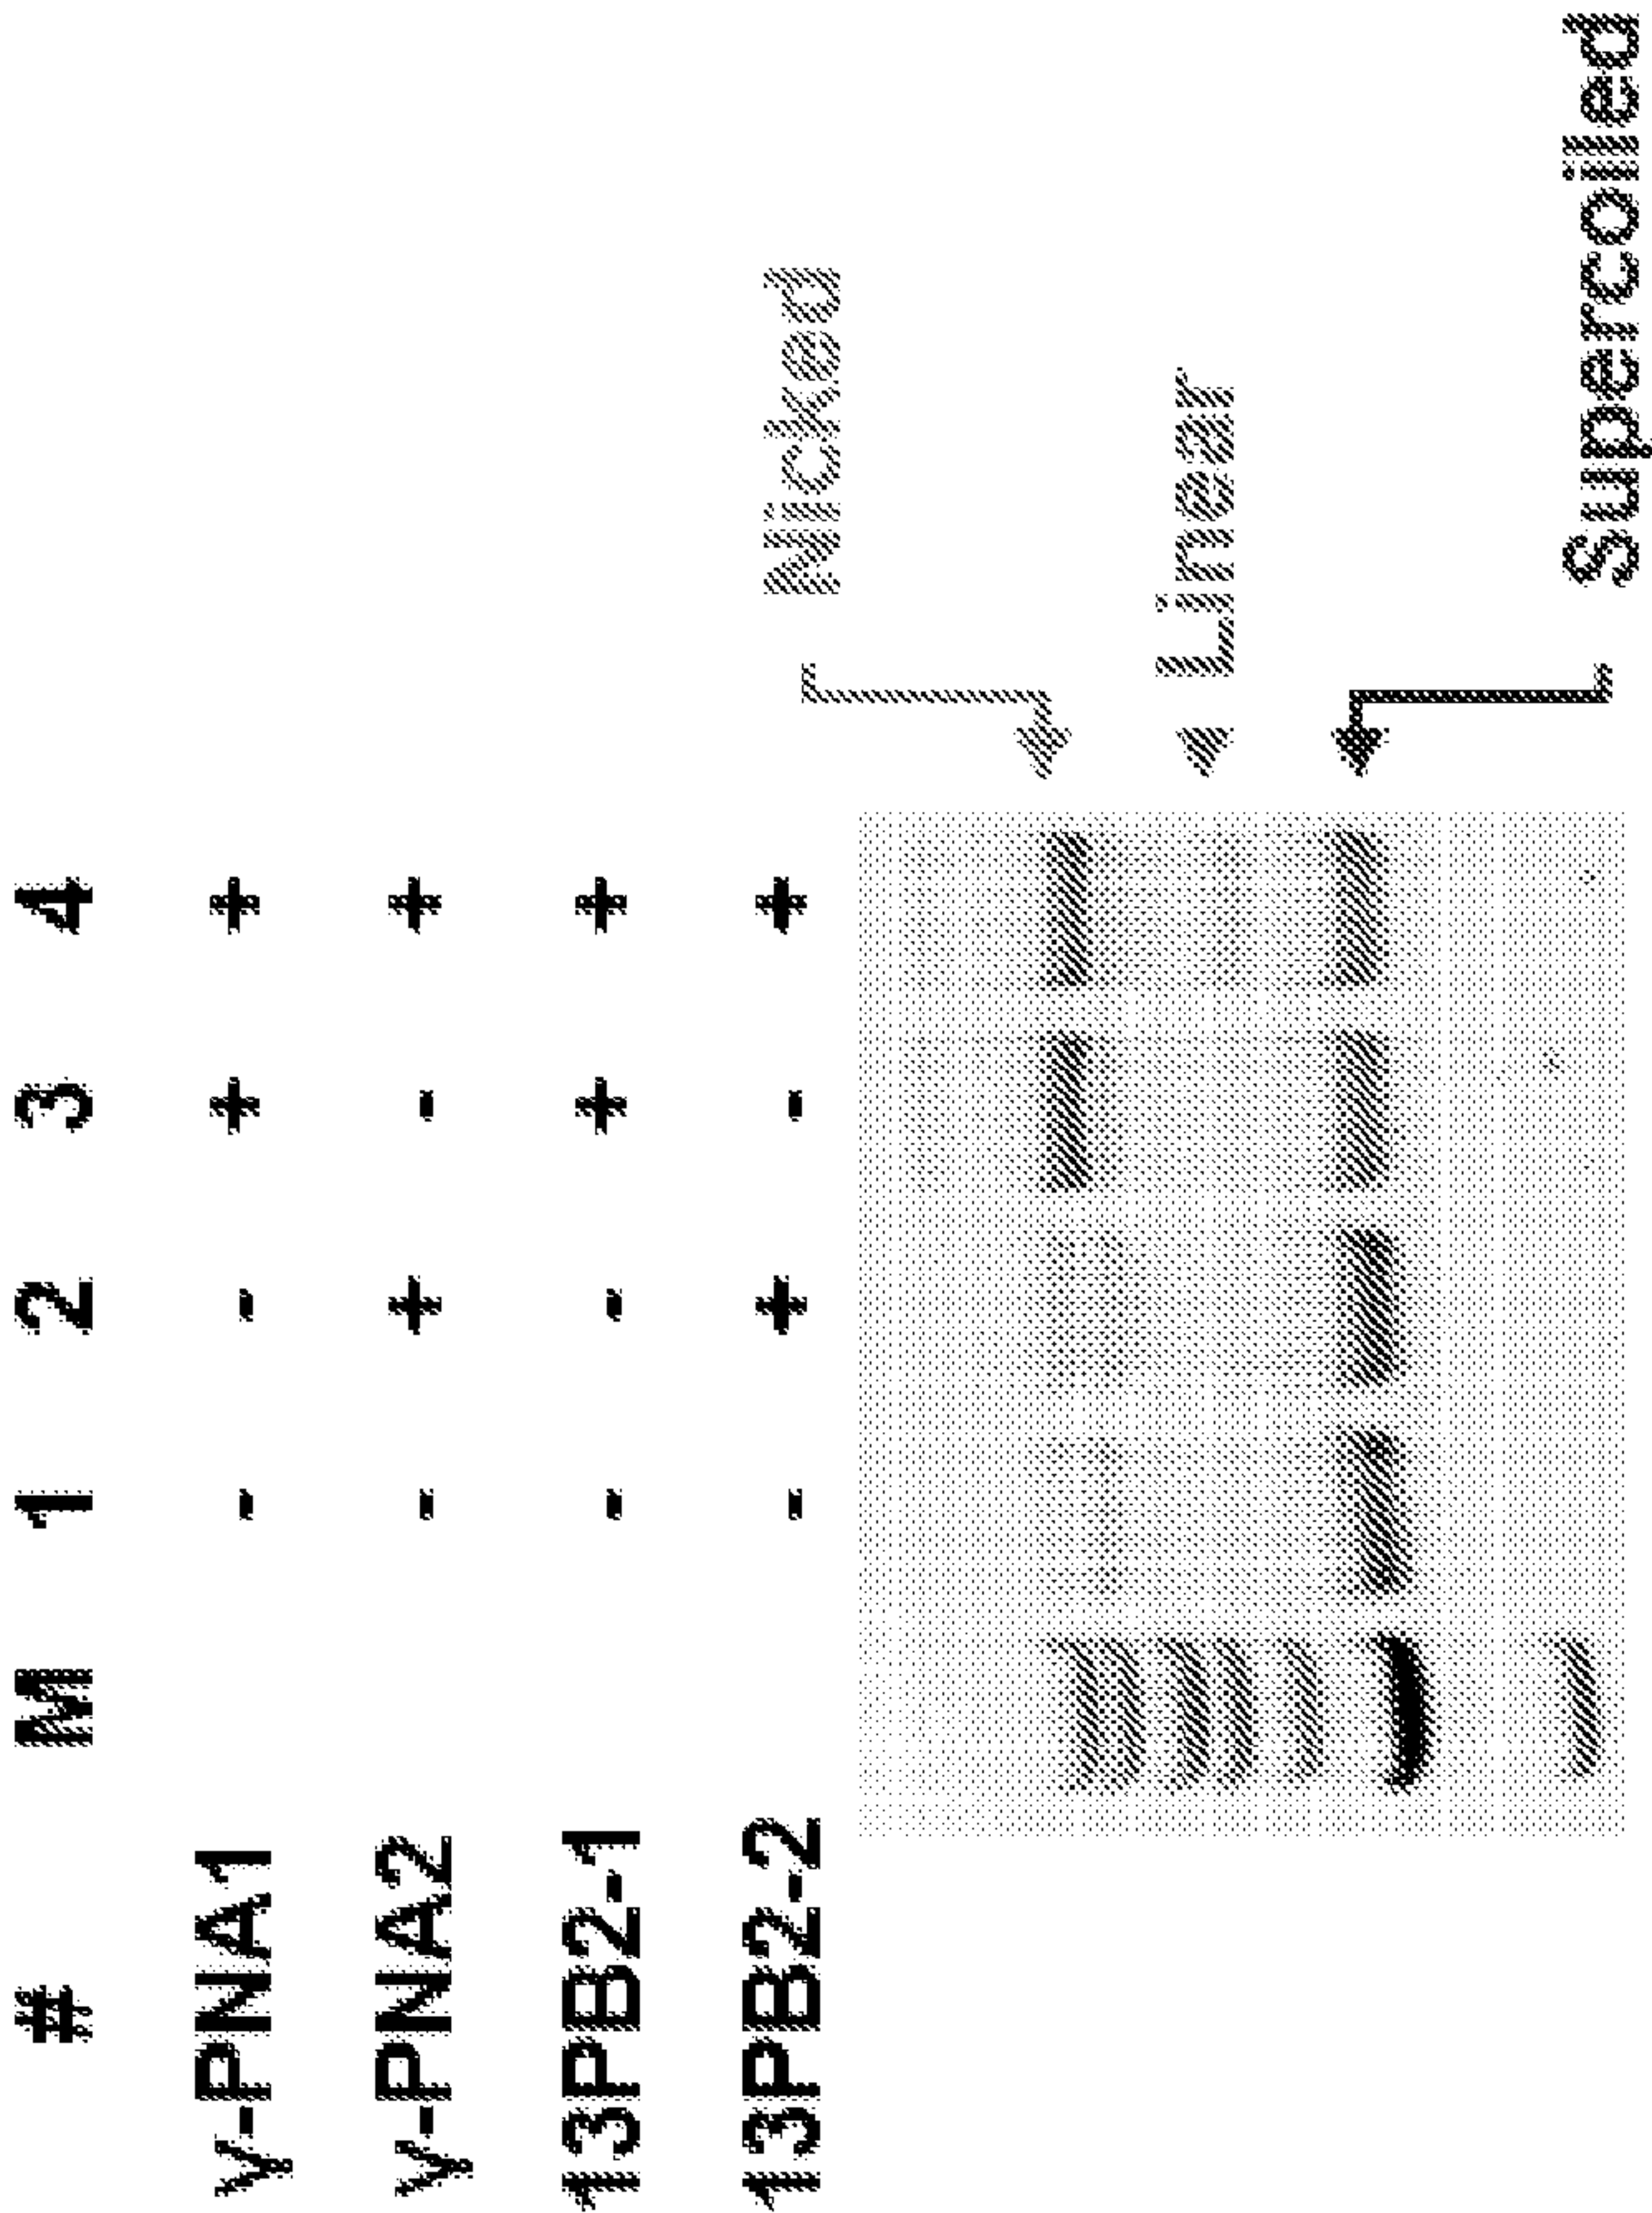 # M 1 2 3 4
γ-PNA1 - - + +
γ-PNA2 - + - +
13PB2-1 - - + +
13PB2-2 - + - +
Nicked
Linear
Supercoiled